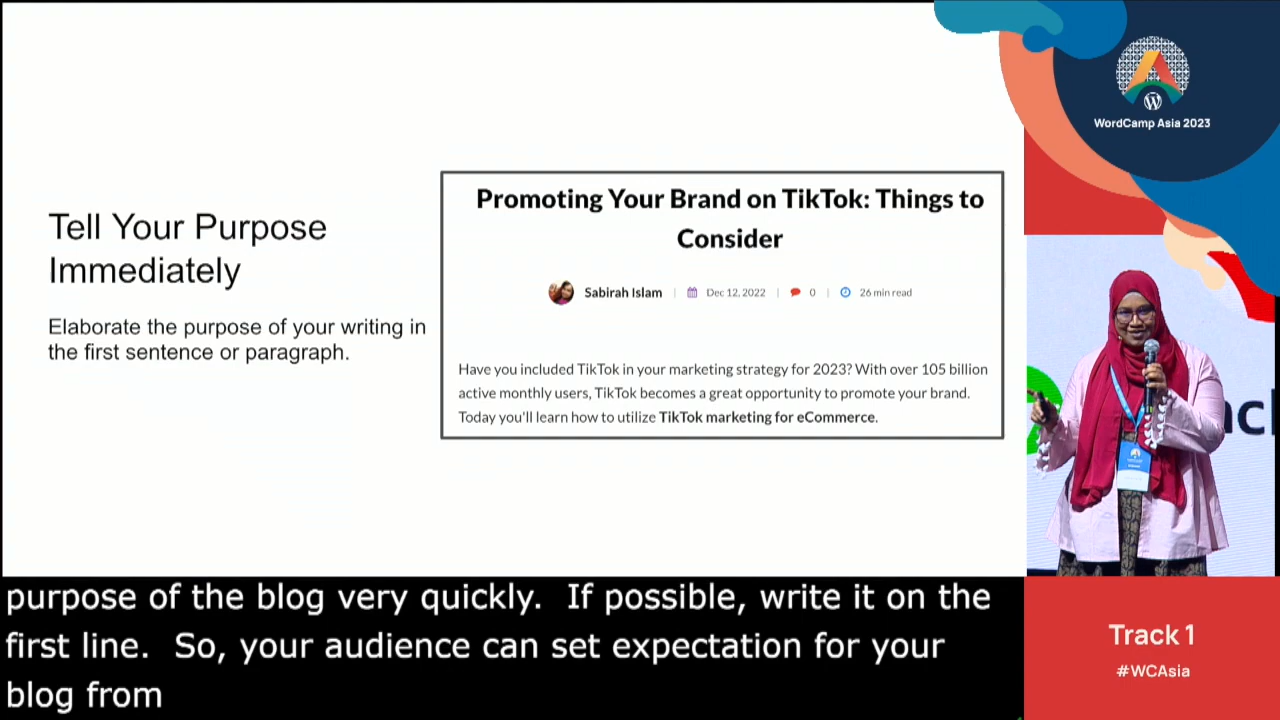 Tell Your Purpose
Immediately
Elaborate the purpose of your writing in
the first sentence or paragraph.
Promoting Your Brand on TikTok: Things to
Consider
Sabirah Islam | Dec 12, 2022 | 0 | 26 min read
Have you included TikTok in your marketing strategy for 2023? With over 105 billion
active monthly users, TikTok becomes a great opportunity to promote your brand.
Today you'll learn how to utilize TikTok marketing for eCommerce.
WordCamp Asia 2023
purpose of the blog very quickly. If possible, write it on the
first line. So, your audience can set expectation for your
blog from
Track 1
#WCAsia